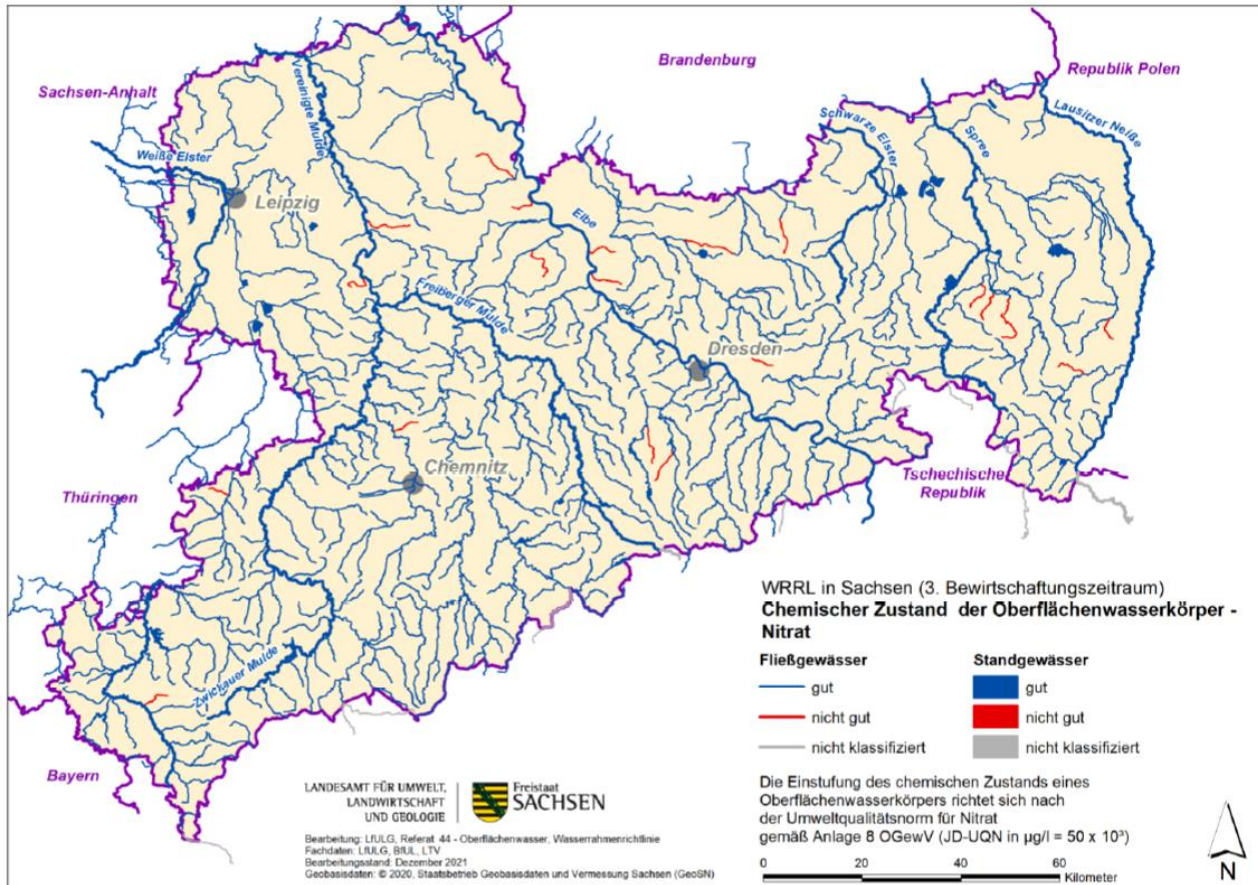 Brandenburg
Republik Polen
Sachsen-Anhalt
Vereinigte Mulde
Schwarze Elster
Spree
Lausitzer Neiße
Weiße Elster
Leipzig
Elbe
Freiberger Mulde
Dresden
Chemnitz
Tschechische
Republik
Thüringen
Zwickauer Mulde
Bayern
WRRL in Sachsen (3. Bewirtschaftungszeitraum)
Chemischer Zustand der Oberflächenwasserkörper -
Nitrat
Fließgewässer
gut
nicht gut
nicht klassifiziert
Standgewässer
gut
nicht gut
nicht klassifiziert
Die Einstufung des chemischen Zustands eines
Oberflächenwasserkörpers richtet sich nach
der Umweltqualitätsnorm für Nitrat
gemäß Anlage 8 OGewV (JD-UQN in µg/l = 50 x 10³)
0 20 40 60
Kilometer
N
LANDESAMT FÜR UMWELT,
LANDWIRTSCHAFT
UND GEOLOGIE
Freistaat
SACHSEN
Bearbeitung: LfULG, Referat 44 - Oberflächenwasser, Wasserrahmenrichtlinie
Fachdaten: LfULG, BfUL, LTV
Bearbeitungsstand: Dezember 2021
Geobasisdaten: © 2020, Staatsbetrieb Geobasisdaten und Vermessung Sachsen (GeoSN)